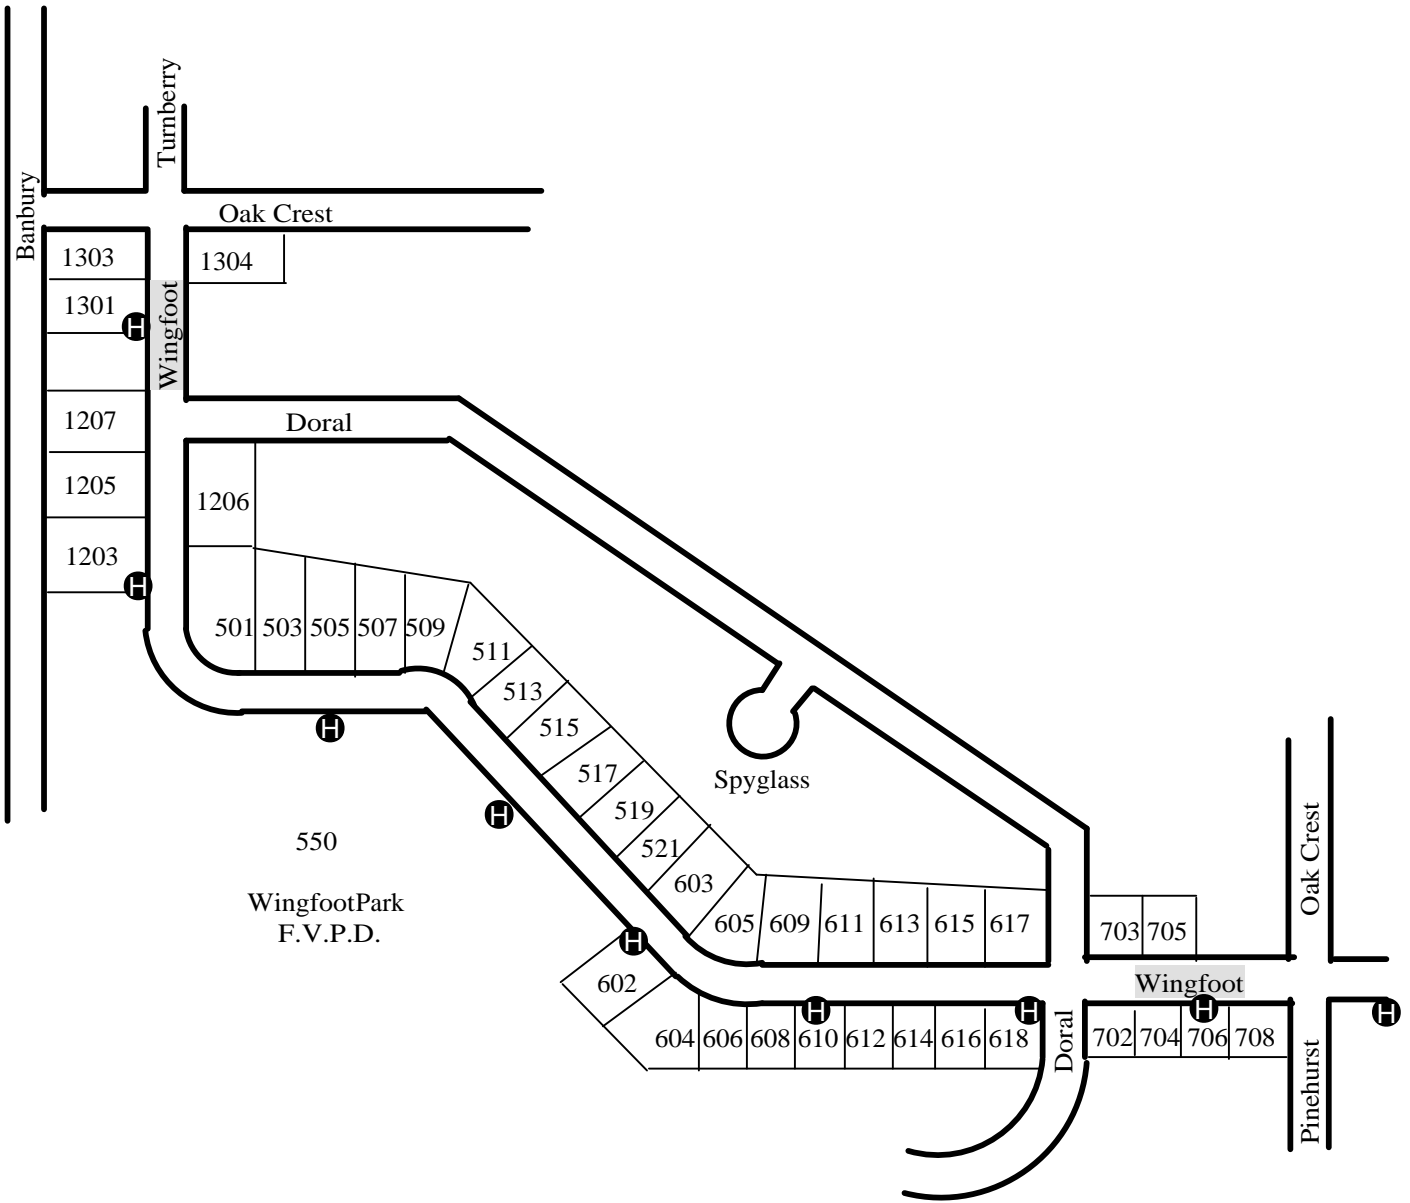 Turnberry
Banbury
Oak Crest
1303
1304
1301
H
Wingfoot
1207
Doral
1205
1206
1203
H
501 503 505 507 509
511
513
515
H
517
Spyglass
519
H
521
550
603
Oak Crest
WingfootPark
F.V.P.D.
605 609 611 613 615 617
703 705
H
602
Wingfoot
H
H
H
H
604 606 608 610 612 614 616 618
Doral
702 704 706 708
Pinehurst